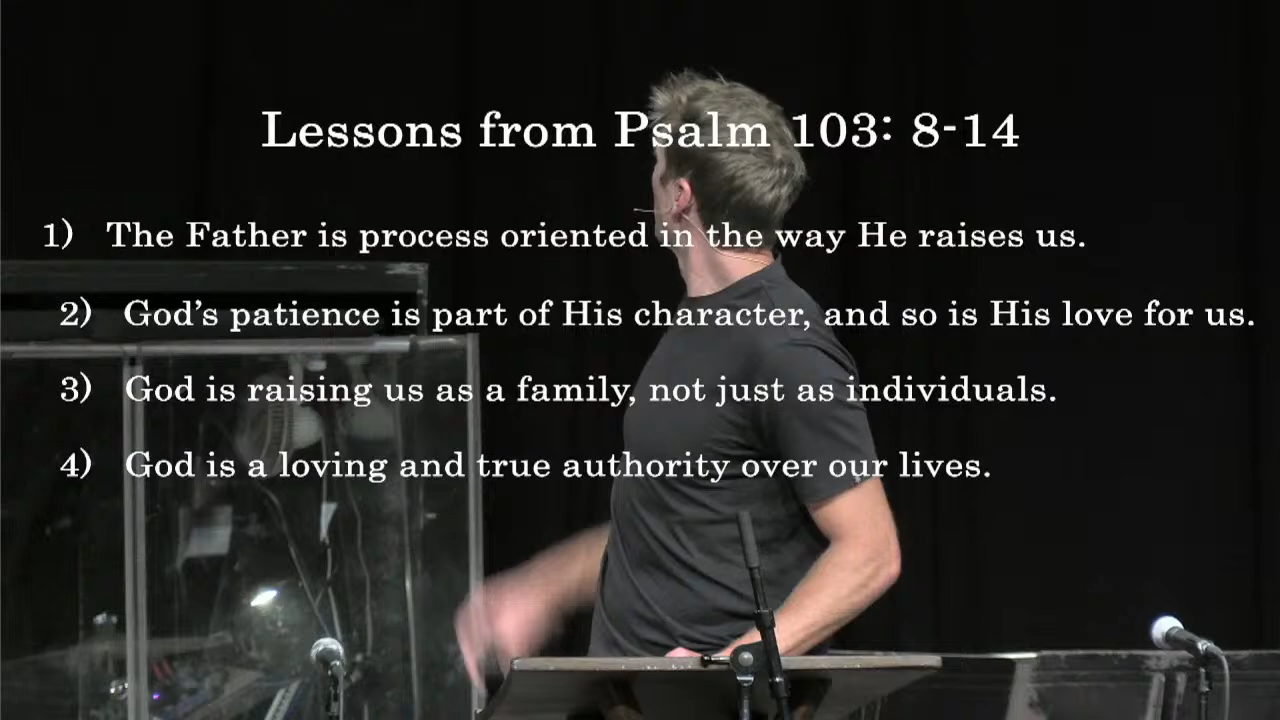 Lessons from Psalm 103: 8-14
1) The Father is process oriented in the way He raises us.
2) God’s patience is part of His character, and so is His love for us.
3) God is raising us as a family, not just as individuals.
4) God is a loving and true authority over our lives.